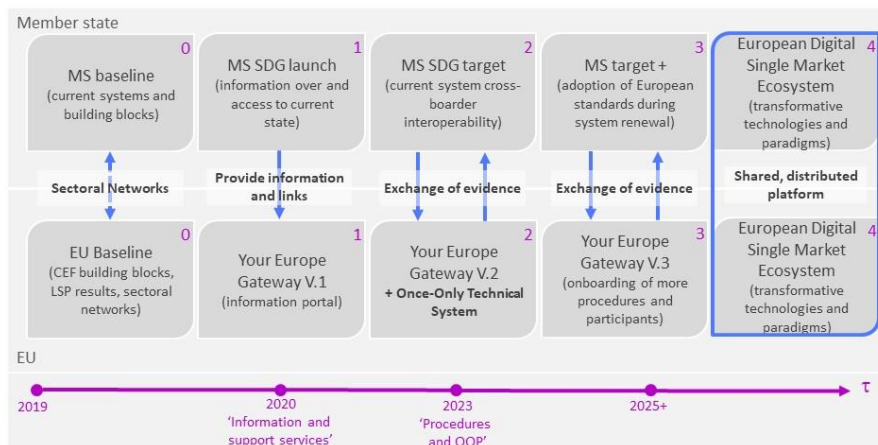 Member state
0
MS baseline
(current systems and
building blocks)
1
MS SDG launch
(information over and
access to current
state)
2
MS SDG target
(current system cross-
boarder
interoperability)
3
MS target +
(adoption of European
standards during
system renewal)
4
European Digital
Single Market
Ecosystem
(transformative
technologies and
paradigms)
Sectoral Networks
Provide information
and links
Exchange of evidence
Exchange of evidence
Shared, distributed
platform
0
EU Baseline
(CEF building blocks,
LSP results, sectoral
networks)
1
Your Europe
Gateway V.1
(information portal)
2
Your Europe
Gateway V.2
+ Once-Only Technical
System
3
Your Europe
Gateway V.3
(onboarding of more
procedures and
participants)
4
European Digital
Single Market
Ecosystem
(transformative
technologies and
paradigms)
EU
τ
2019
2020
2023
2025+
‘Information and
support services’
‘Procedures
and OOP’